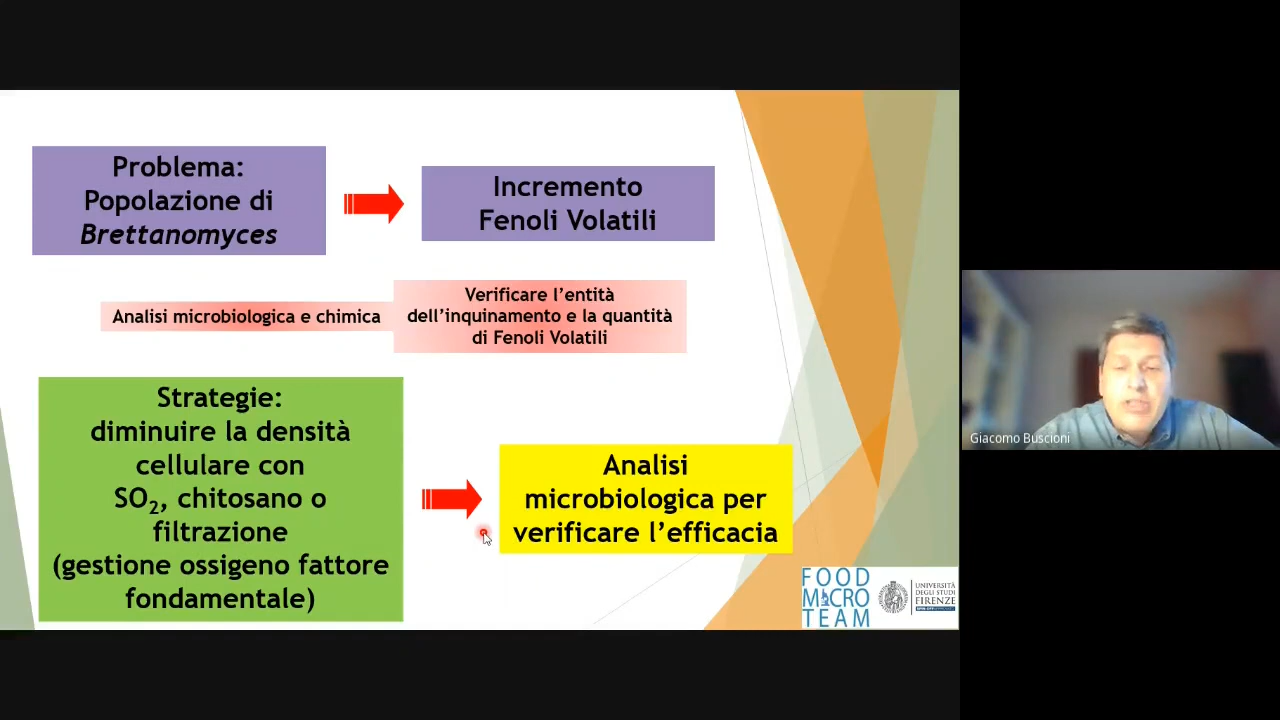 Problema:
Popolazione di
Brettanomyces
Incremento
Fenoli Volatili
Analisi microbiologica e chimica
Verificare l’entità
dell’inquinamento e la quantità
di Fenoli Volatili
Strategie:
diminuire la densità
cellulare con
SO2, chitosano o
filtrazione
(gestione ossigeno fattore
fondamentale)
Analisi
microbiologica per
verificare l’efficacia
FOOD
MICRO
TEAM
UNIVERSITÀ
DEGLI STUDI
FIRENZE
Giacomo Buscioni